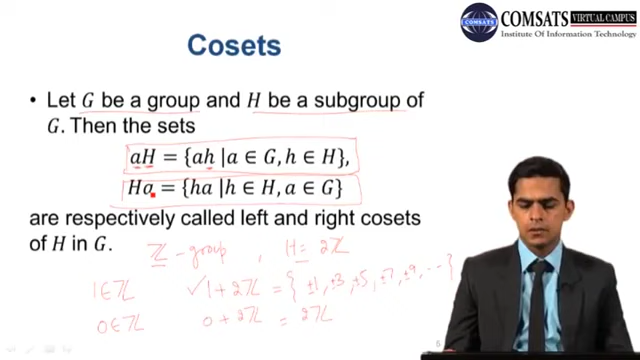 COMSATS VIRTUAL CAMPUS
Institute Of Information Technology
Cosets
• Let G be a group and H be a subgroup of
G. Then the sets
aH = {ah | a ∈ G, h ∈ H},
Ha = {ha | h ∈ H, a ∈ G}
are respectively called left and right cosets
of H in G.
ℤ - group , H = 2ℤ
1 ∈ ℤ ✓ 1 + 2ℤ = { ±1, ±3, ±5, ±7, ±9, ... }
0 ∈ ℤ 0 + 2ℤ = 2ℤ